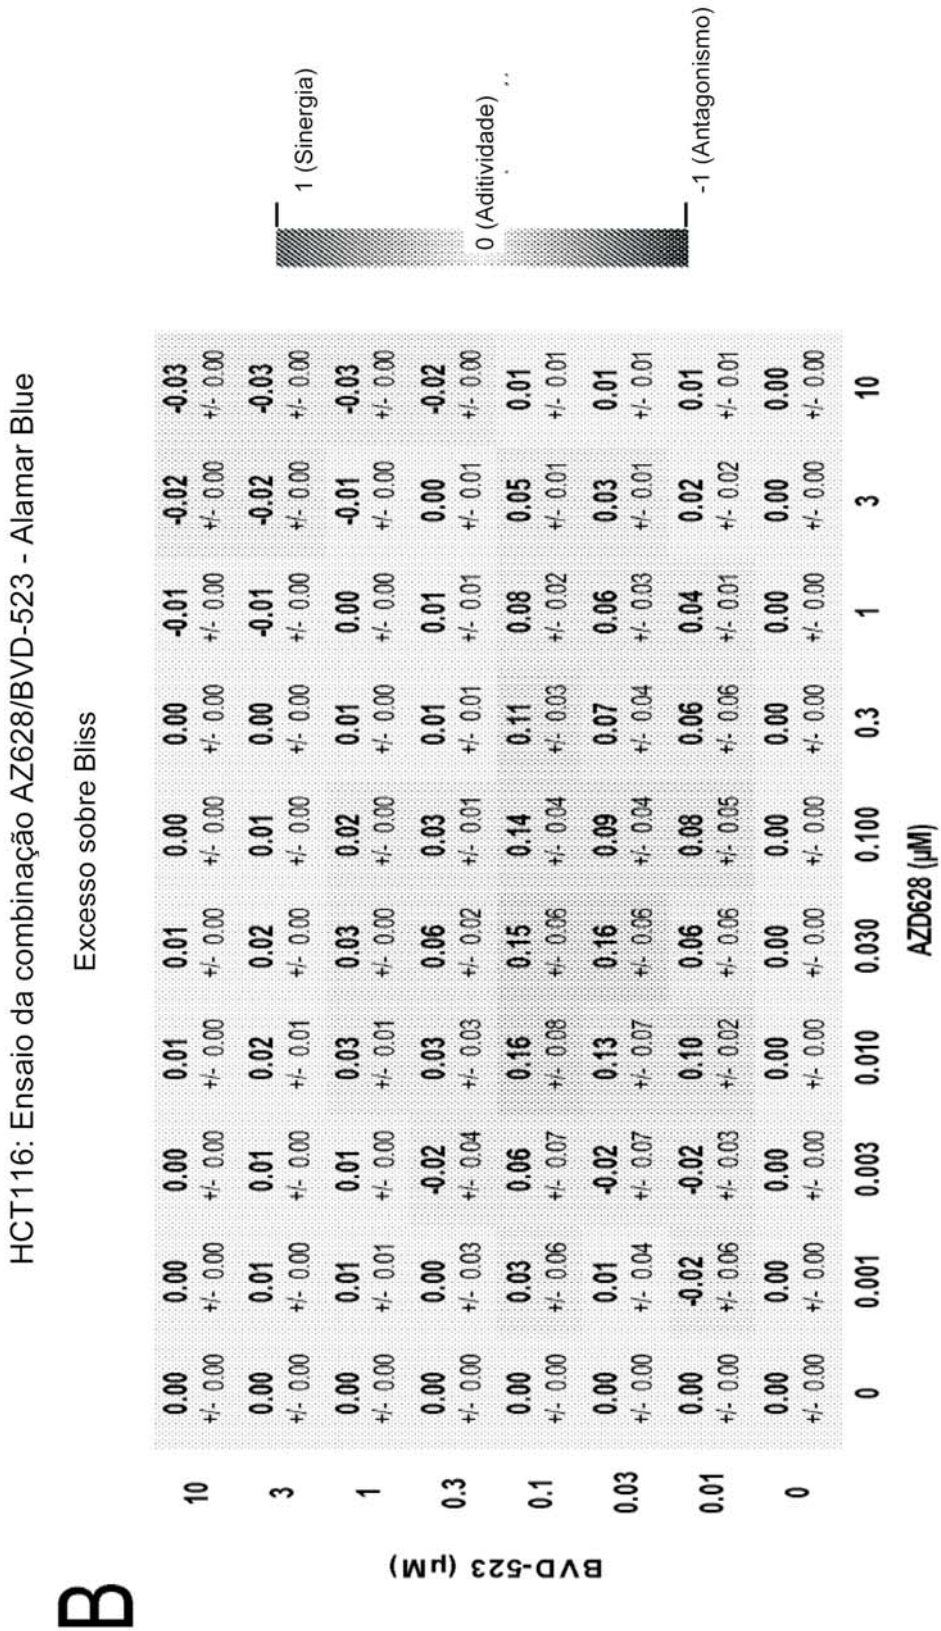 B
HCT116: Ensaio da combinação AZ628/BVD-523 - Alamar Blue
Excesso sobre Bliss
BVD-523 (µM)
10 0.00 0.00 0.00 0.01 0.01 0.00 0.00 -0.01 -0.02 -0.03
+/- 0.00 +/- 0.00 +/- 0.00 +/- 0.00 +/- 0.00 +/- 0.00 +/- 0.00 +/- 0.00 +/- 0.00 +/- 0.00
3 0.00 0.01 0.01 0.02 0.02 0.01 0.00 -0.01 -0.02 -0.03
+/- 0.00 +/- 0.00 +/- 0.00 +/- 0.01 +/- 0.00 +/- 0.00 +/- 0.00 +/- 0.00 +/- 0.00 +/- 0.00
1 0.00 0.01 0.01 0.03 0.03 0.02 0.01 0.00 -0.01 -0.03
+/- 0.00 +/- 0.01 +/- 0.00 +/- 0.01 +/- 0.00 +/- 0.00 +/- 0.00 +/- 0.00 +/- 0.00 +/- 0.00
0.3 0.00 0.00 -0.02 0.03 0.06 0.03 0.01 0.01 0.00 -0.02
+/- 0.00 +/- 0.03 +/- 0.04 +/- 0.03 +/- 0.02 +/- 0.01 +/- 0.01 +/- 0.01 +/- 0.01 +/- 0.00
0.1 0.00 0.03 0.06 0.16 0.15 0.14 0.11 0.08 0.05 0.01
+/- 0.00 +/- 0.06 +/- 0.07 +/- 0.08 +/- 0.06 +/- 0.04 +/- 0.03 +/- 0.02 +/- 0.01 +/- 0.01
0.03 0.00 0.01 -0.02 0.13 0.16 0.09 0.07 0.06 0.03 0.01
+/- 0.00 +/- 0.04 +/- 0.07 +/- 0.07 +/- 0.06 +/- 0.04 +/- 0.04 +/- 0.03 +/- 0.01 +/- 0.01
0.01 0.00 -0.02 -0.02 0.10 0.06 0.08 0.06 0.04 0.02 0.01
+/- 0.00 +/- 0.06 +/- 0.03 +/- 0.02 +/- 0.06 +/- 0.05 +/- 0.06 +/- 0.01 +/- 0.02 +/- 0.01
0 0.00 0.00 0.00 0.00 0.00 0.00 0.00 0.00 0.00 0.00
+/- 0.00 +/- 0.00 +/- 0.00 +/- 0.00 +/- 0.00 +/- 0.00 +/- 0.00 +/- 0.00 +/- 0.00 +/- 0.00
0 0.001 0.003 0.010 0.030 0.100 0.3 1 3 10
AZD628 (µM)
1 (Sinergia)
0 (Aditividade)
-1 (Antagonismo)